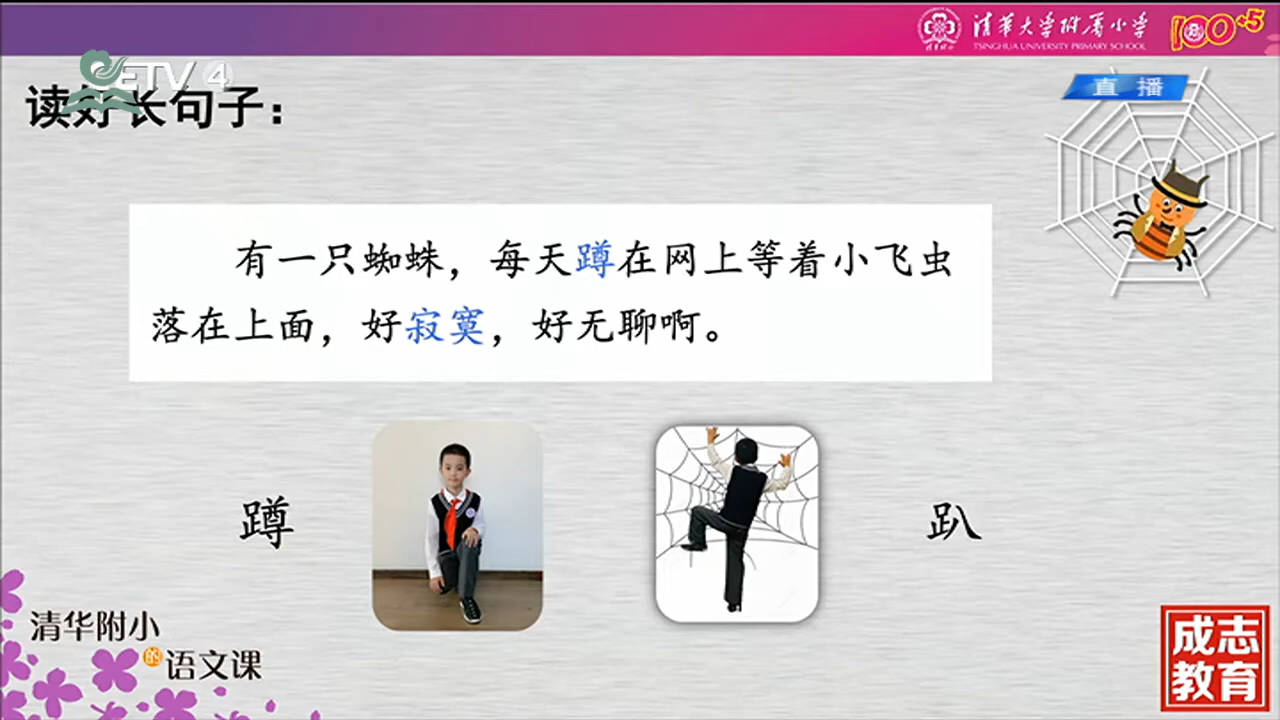 清华大学附属小学
TSINGHUA UNIVERSITY PRIMARY SCHOOL
100+5
CETV 4
直播
读好长句子：
有一只蜘蛛，每天蹲在网上等着小飞虫
落在上面，好寂寞，好无聊啊。
蹲
趴
清华附小
的语文课
成志
教育